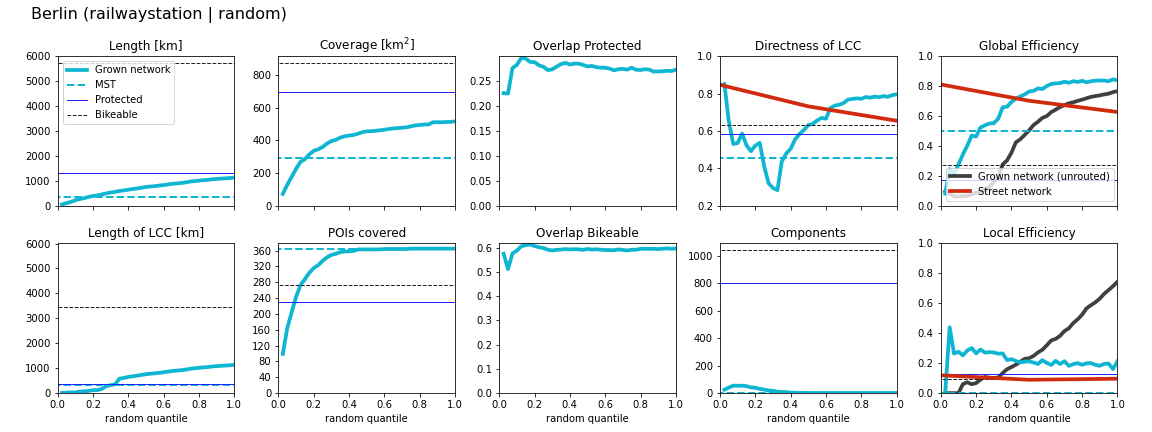 Berlin (railwaystation | random)
Length [km]
6000
5000
4000
3000
2000
1000
0
Grown network
MST
Protected
Bikeable
Coverage [km²]
800
600
400
200
0
Overlap Protected
0.25
0.20
0.15
0.10
0.05
0.00
Directness of LCC
1.0
0.8
0.6
0.4
0.2
Global Efficiency
1.0
0.8
0.6
0.4
0.2
0.0
Grown network (unrouted)
Street network
Length of LCC [km]
6000
5000
4000
3000
2000
1000
0
0.0 0.2 0.4 0.6 0.8 1.0
random quantile
POIs covered
360
320
280
240
200
160
120
80
40
0.0 0.2 0.4 0.6 0.8 1.0
random quantile
Overlap Bikeable
0.6
0.5
0.4
0.3
0.2
0.1
0.0
0.0 0.2 0.4 0.6 0.8 1.0
random quantile
Components
1000
800
600
400
200
0
0.0 0.2 0.4 0.6 0.8 1.0
random quantile
Local Efficiency
1.0
0.8
0.6
0.4
0.2
0.0
0.0 0.2 0.4 0.6 0.8 1.0
random quantile